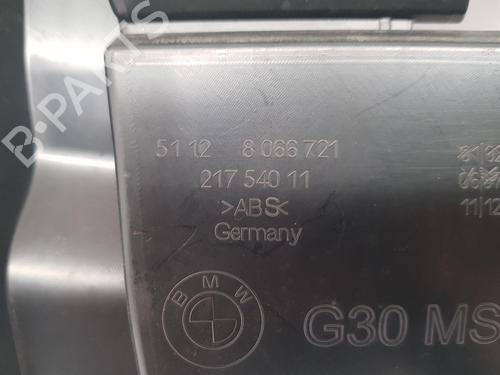 B-PARTS
51 12 8 066 721
217 540 11
>ABS<
Germany
11/12
BMW
G30 MS